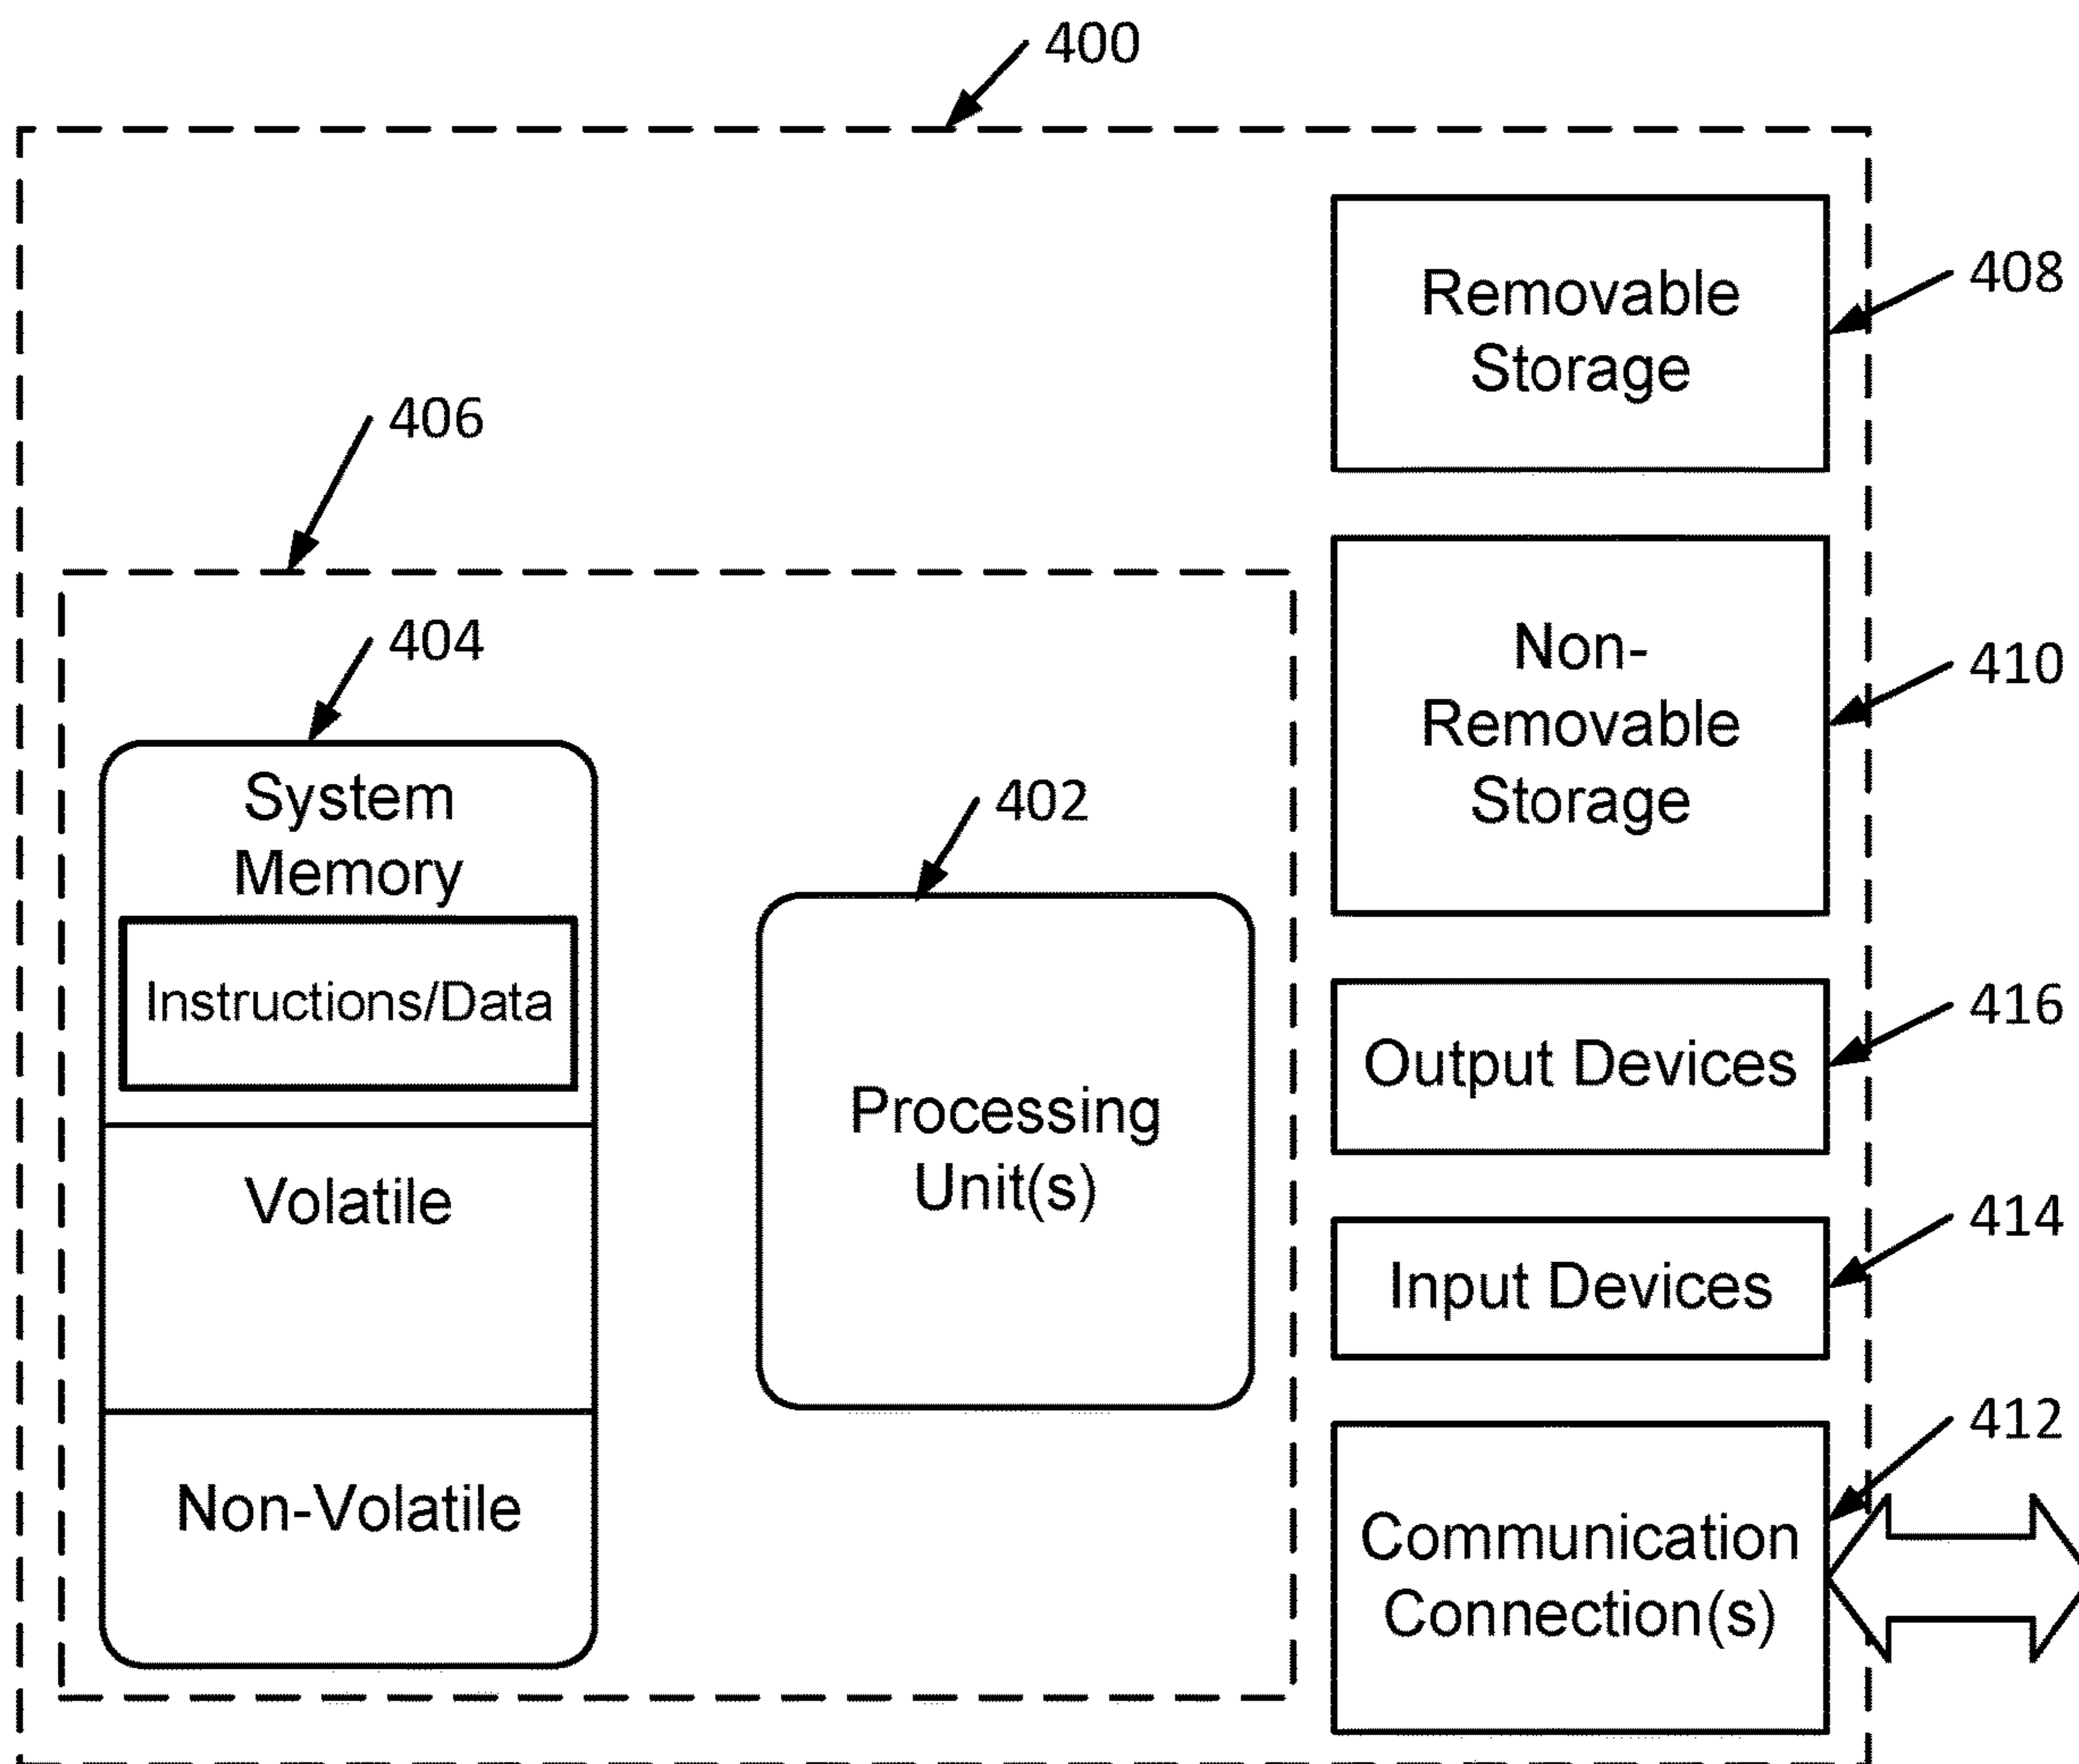 400
Removable
Storage
408
406
Non-
Removable
Storage
410
404
System
Memory
Instructions/Data
Volatile
Non-Volatile
402
Processing
Unit(s)
Output Devices
416
Input Devices
414
Communication
Connection(s)
412